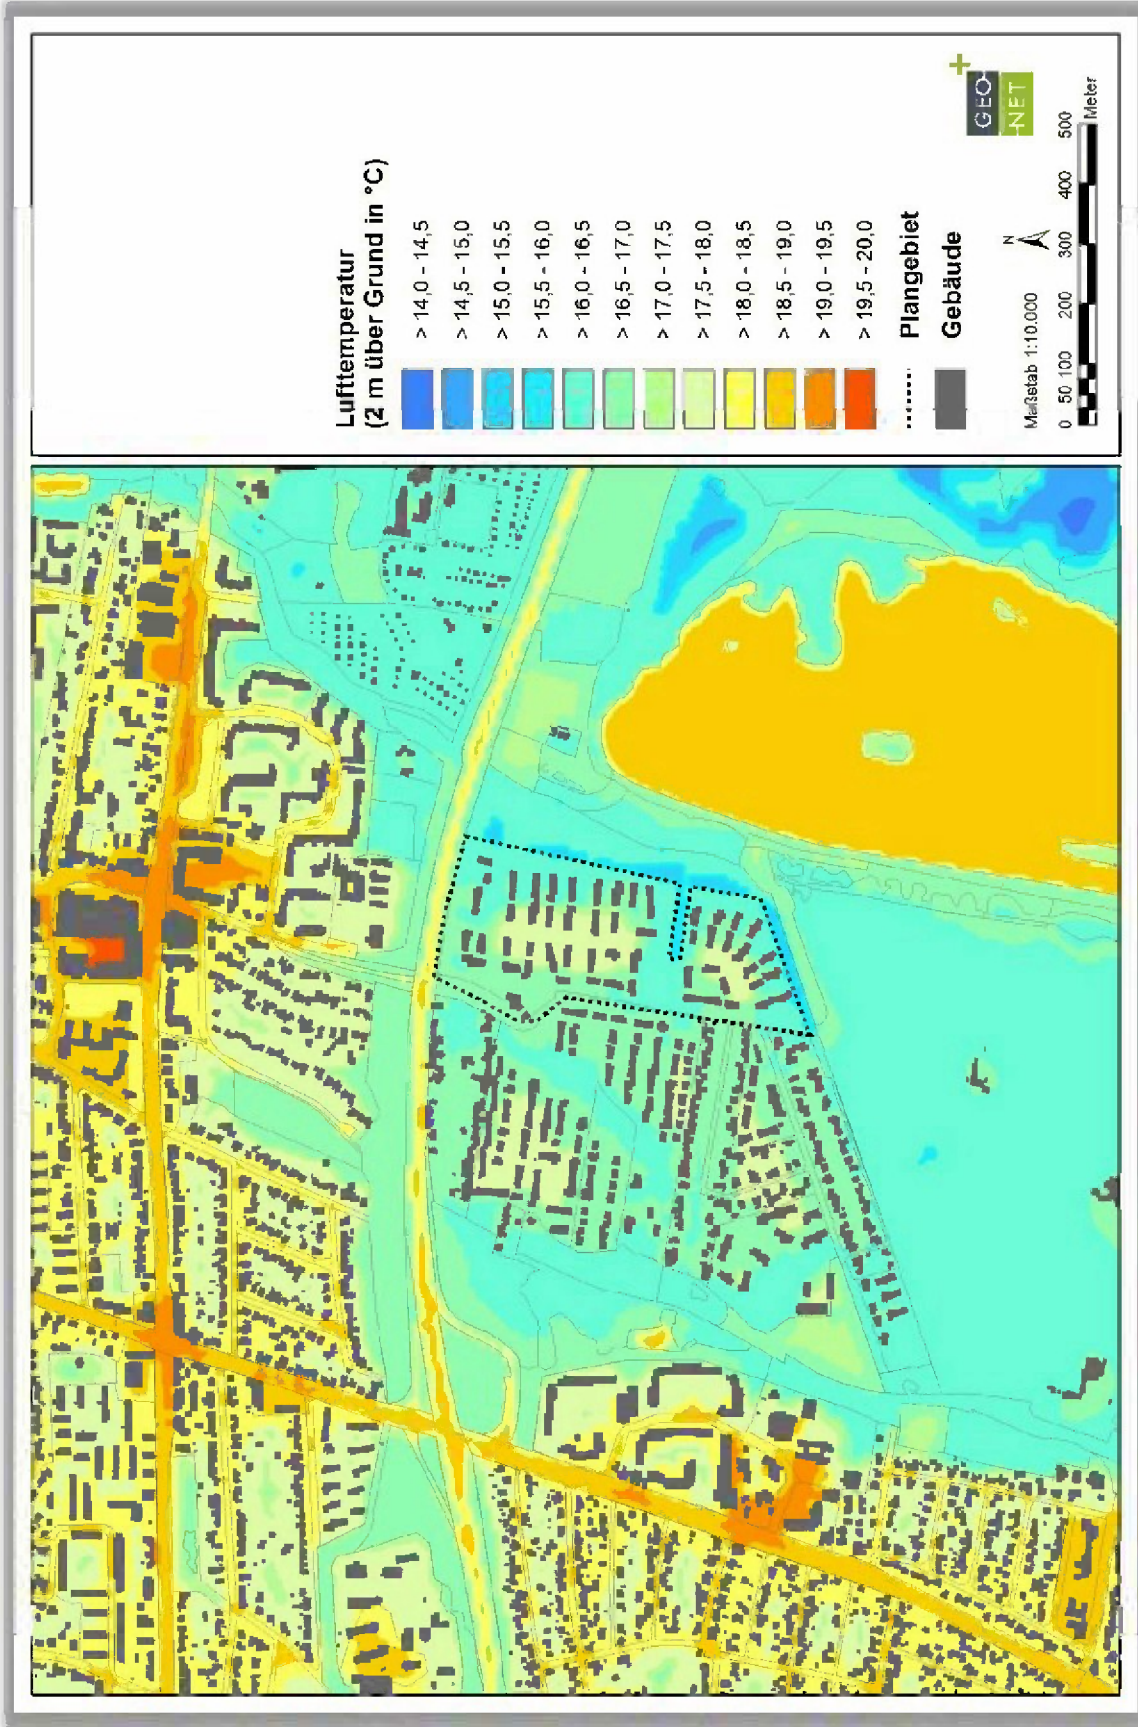 Lufttemperatur
(2 m über Grund in °C)
> 14,0 - 14,5
> 14,5 - 15,0
> 15,0 - 15,5
> 15,5 - 16,0
> 16,0 - 16,5
> 16,5 - 17,0
> 17,0 - 17,5
> 17,5 - 18,0
> 18,0 - 18,5
> 18,5 - 19,0
> 19,0 - 19,5
> 19,5 - 20,0
Plangebiet
Gebäude
N
Maßstab 1:10.000
0 50 100 200 300 400 500
Meter
GEO
NET